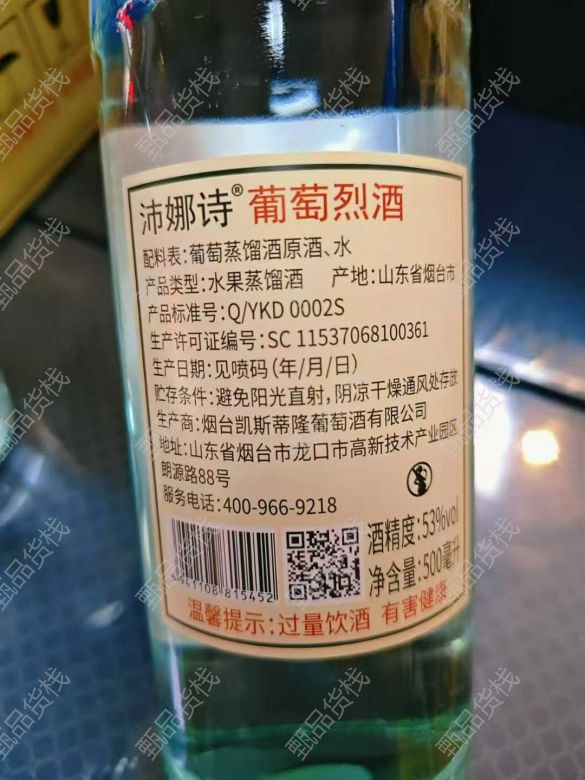 沛娜诗®葡萄烈酒
配料表:葡萄蒸馏酒原酒、水
产品类型:水果蒸馏酒 产地:山东省烟台市
产品标准号:Q/YKD 0002S
生产许可证编号:SC 11537068100361
生产日期:见喷码(年/月/日)
贮存条件:避免阳光直射,阴凉干燥通风处存放
生产商:烟台凯斯蒂隆葡萄酒有限公司
地址:山东省烟台市龙口市高新技术产业园区
朗源路88号
服务电话:400-966-9218
酒精度:53%vol
净含量:500毫升
941108 815452
温馨提示:过量饮酒 有害健康
甄品货栈